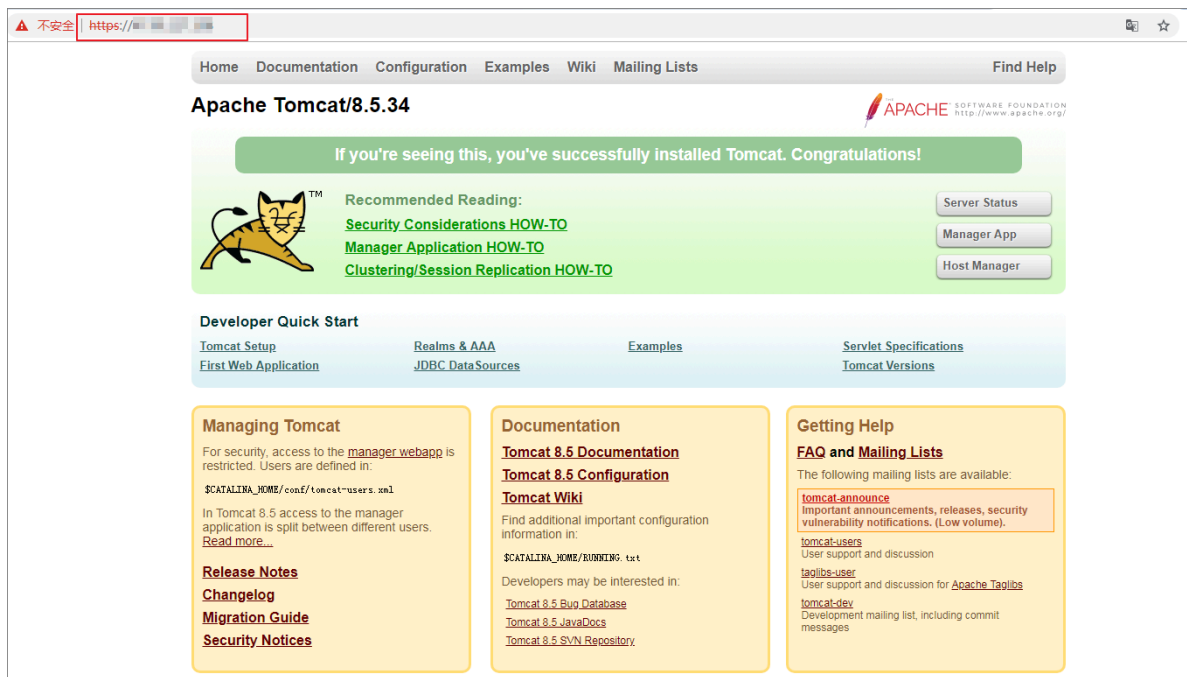 不安全 https://
Home Documentation Configuration Examples Wiki Mailing Lists Find Help
Apache Tomcat/8.5.34
THE APACHE SOFTWARE FOUNDATION
http://www.apache.org/
If you're seeing this, you've successfully installed Tomcat. Congratulations!
TM
Recommended Reading:
Security Considerations HOW-TO
Manager Application HOW-TO
Clustering/Session Replication HOW-TO
Server Status
Manager App
Host Manager
Developer Quick Start
Tomcat Setup
First Web Application
Realms & AAA
JDBC DataSources
Examples
Servlet Specifications
Tomcat Versions
Managing Tomcat
For security, access to the manager webapp is
restricted. Users are defined in:
$CATALINA_HOME/conf/tomcat-users.xml
In Tomcat 8.5 access to the manager
application is split between different users.
Read more...
Release Notes
Changelog
Migration Guide
Security Notices
Documentation
Tomcat 8.5 Documentation
Tomcat 8.5 Configuration
Tomcat Wiki
Find additional important configuration
information in:
$CATALINA_HOME/RUNNING.txt
Developers may be interested in:
Tomcat 8.5 Bug Database
Tomcat 8.5 JavaDocs
Tomcat 8.5 SVN Repository
Getting Help
FAQ and Mailing Lists
The following mailing lists are available:
tomcat-announce
Important announcements, releases, security
vulnerability notifications. (Low volume).
tomcat-users
User support and discussion
taglibs-user
User support and discussion for Apache Taglibs
tomcat-dev
Development mailing list, including commit
messages